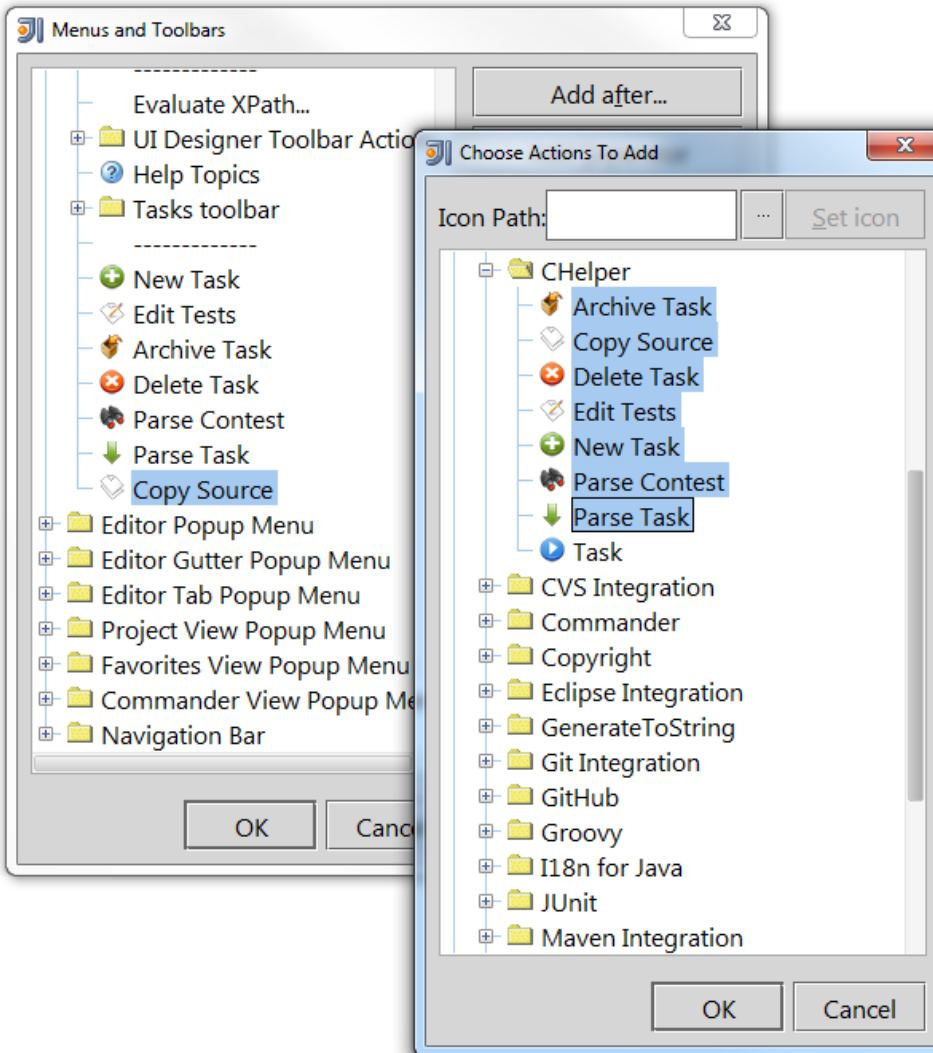 Menus and Toolbars
-------------
Evaluate XPath...
UI Designer Toolbar Actio
Help Topics
Tasks toolbar
-------------
New Task
Edit Tests
Archive Task
Delete Task
Parse Contest
Parse Task
Copy Source
Editor Popup Menu
Editor Gutter Popup Menu
Editor Tab Popup Menu
Project View Popup Menu
Favorites View Popup Menu
Commander View Popup Me
Navigation Bar
Add after...
OK
Canc
Choose Actions To Add
Icon Path:
...
Set icon
CHelper
Archive Task
Copy Source
Delete Task
Edit Tests
New Task
Parse Contest
Parse Task
Task
CVS Integration
Commander
Copyright
Eclipse Integration
GenerateToString
Git Integration
GitHub
Groovy
I18n for Java
JUnit
Maven Integration
OK
Cancel